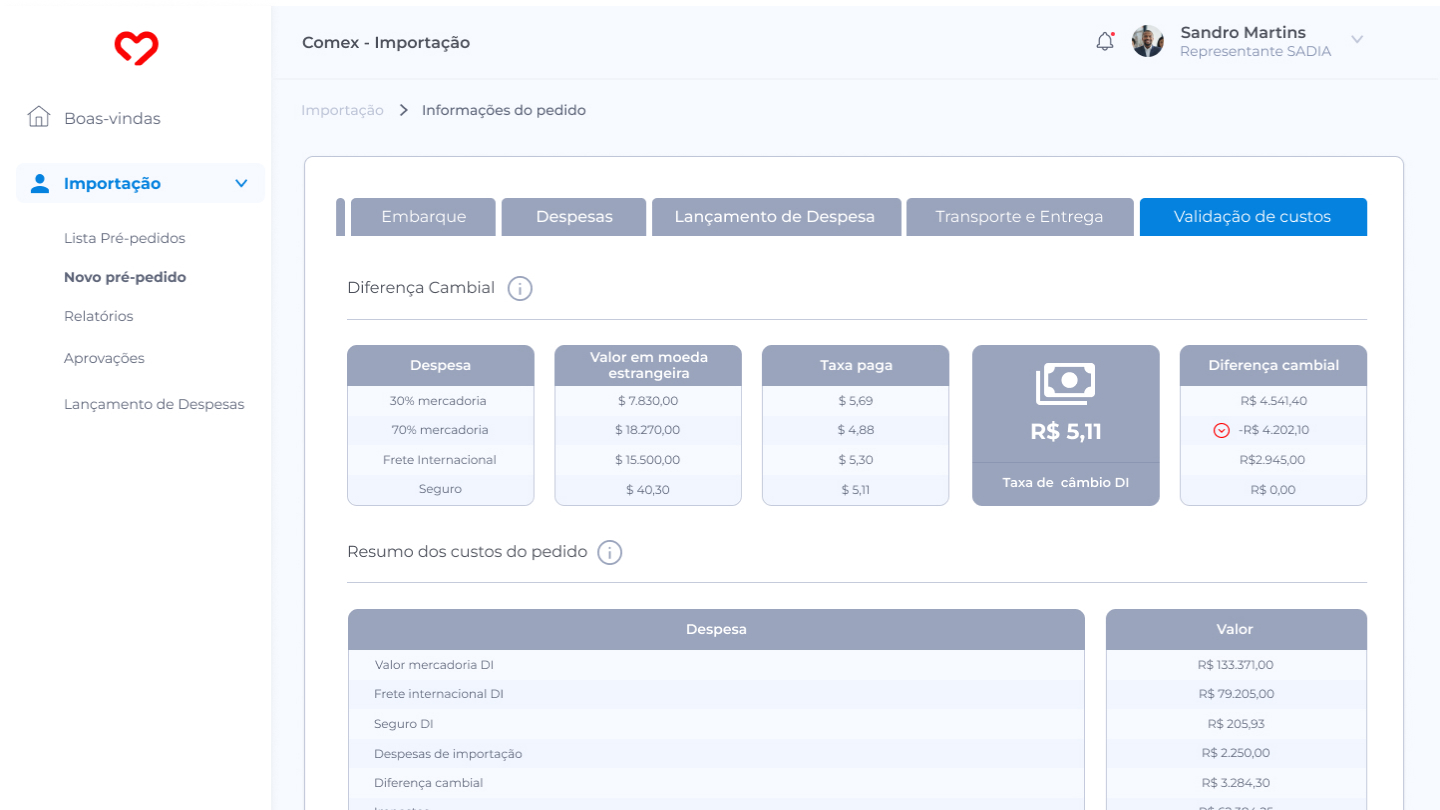 Comex - Importação
Sandro Martins
Representante SADIA
Boas-vindas
Importação
Lista Pré-pedidos
Novo pré-pedido
Relatórios
Aprovações
Lançamento de Despesas
Importação > Informações do pedido
Embarque
Despesas
Lançamento de Despesa
Transporte e Entrega
Validação de custos
Diferença Cambial
Despesa
30% mercadoria
70% mercadoria
Frete Internacional
Seguro
Valor em moeda
estrangeira
$ 7.830,00
$ 18.270,00
$ 15.500,00
$ 40,30
Taxa paga
$ 5,69
$ 4,88
$ 5,30
$ 5,11
R$ 5,11
Taxa de câmbio DI
Diferença cambial
R$ 4.541,40
-R$ 4.202,10
R$2.945,00
R$ 0,00
Resumo dos custos do pedido
Despesa Valor
Valor mercadoria DI R$ 133.371,00
Frete internacional DI R$ 79.205,00
Seguro DI R$ 205,93
Despesas de importação R$ 2.250,00
Diferença cambial R$ 3.284,30